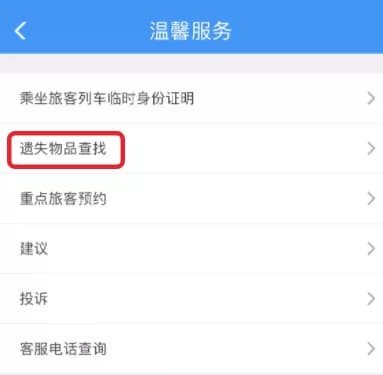 温馨服务
乘坐旅客列车临时身份证明
遗失物品查找
重点旅客预约
建议
投诉
客服电话查询